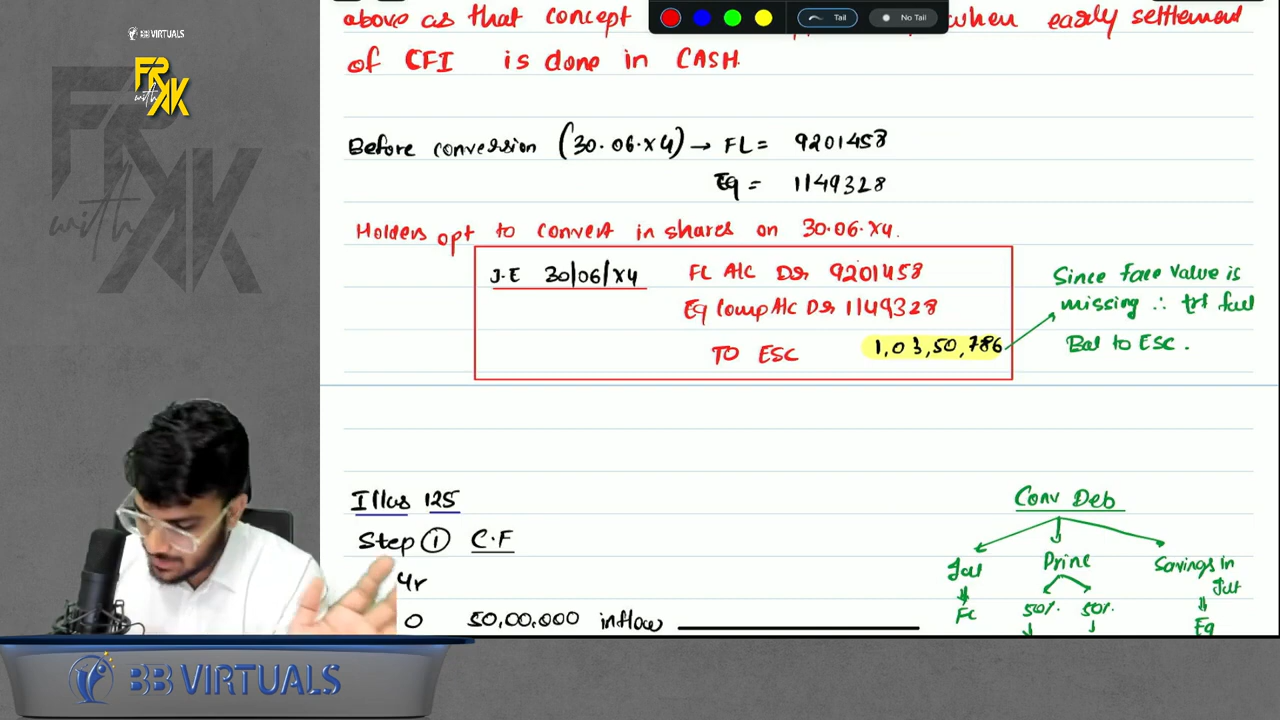 BB VIRTUALS
FR
with
AK
FR
with
AK
above as that concept
Tail
No Tail
when early settlement
of CFI is done in CASH.
Before conversion (30.06.X4) → FL = 9201458
Eq = 1149328
Holders opt to convert in shares on 30.06.X4.
J.E 30/06/X4 FL A/c Dr 9201458
Eq Comp A/c Dr 1149328
TO ESC 1,03,50,786
Since face value is
missing ∴ trf full
Bal to ESC.
Illus 125
Step ① C.F
Yr
0 50,00,000 inflow
Conv Deb
Int Princ Savings in
Int
50% 50%
Eq
BB VIRTUALS